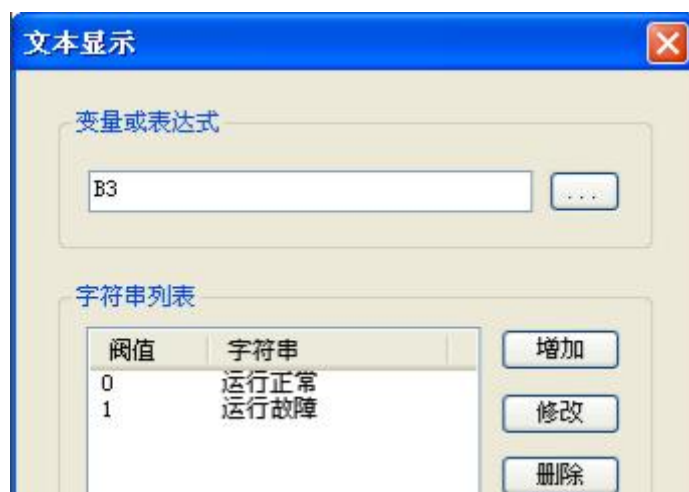 文本显示
变量或表达式
B3
...
字符串列表
阀值 字符串
增加
0 运行正常
1 运行故障
修改
删除